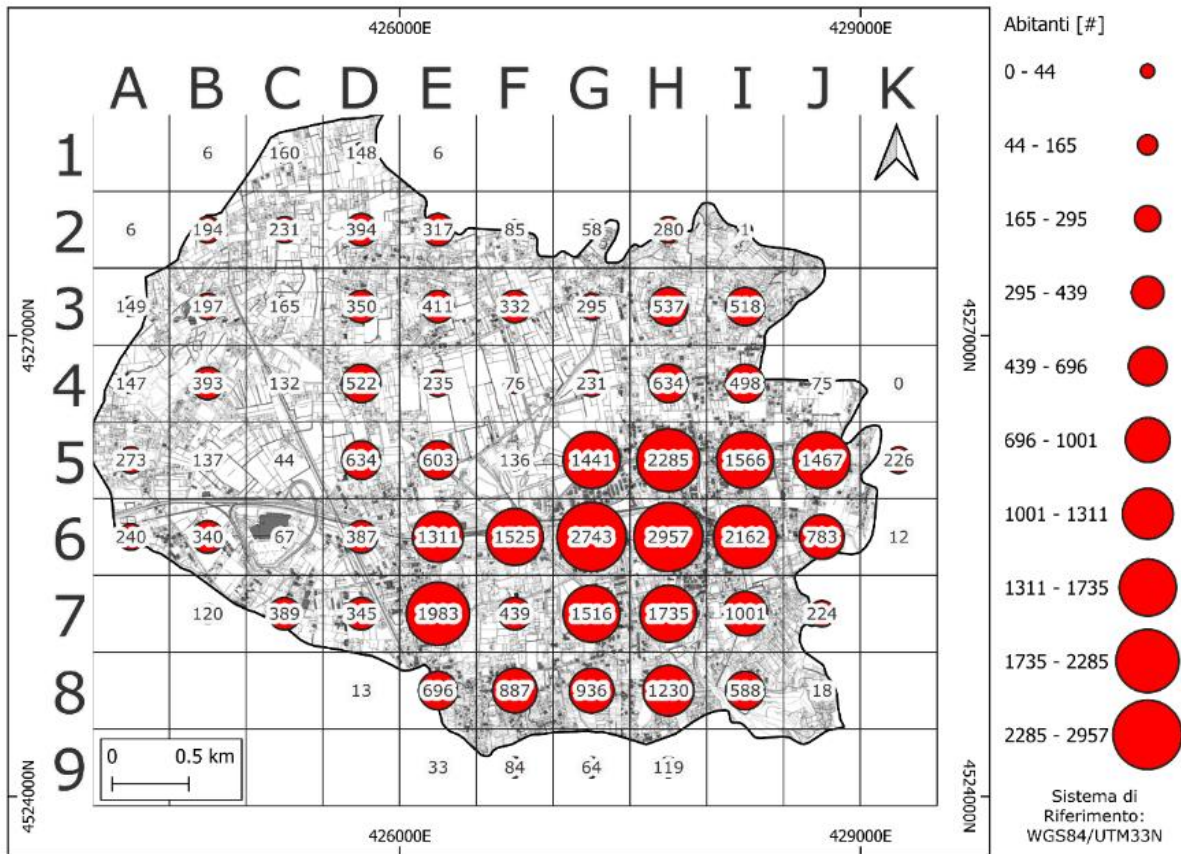 426000E 429000E
A B C D E F G H I J K
1 6 160 148 6
2 6 194 231 394 317 85 58 280 1
3 149 197 165 350 411 332 295 537 518
4527000N 4527000N
4 147 393 132 522 235 76 231 634 498 75 0
5 273 137 44 634 603 136 1441 2285 1566 1467 226
6 240 340 67 387 1311 1525 2743 2957 2162 783 12
7 120 389 345 1983 439 1516 1735 1001 224
8 13 696 887 936 1230 588 18
9 33 84 64 119
0 0.5 km
4524000N 4524000N
426000E 429000E
Abitanti [#]
0 - 44
44 - 165
165 - 295
295 - 439
439 - 696
696 - 1001
1001 - 1311
1311 - 1735
1735 - 2285
2285 - 2957
Sistema di
Riferimento:
WGS84/UTM33N